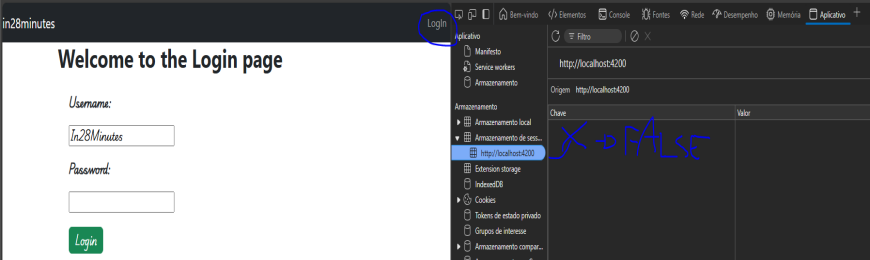 in28minutes
LogIn
Welcome to the Login page
Username:
In28Minutes
Password:
Login
Bem-vindo
Elementos
Console
Fontes
Rede
Desempenho
Memória
Aplicativo
Aplicativo
Manifesto
Service workers
Armazenamento
Armazenamento
Armazenamento local
Armazenamento de sess...
http://localhost:4200
Extension storage
IndexedDB
Cookies
Tokens de estado privado
Grupos de interesse
Armazenamento compar...
Filtro
http://localhost:4200
Origem http://localhost:4200
Chave Valor
FALSE